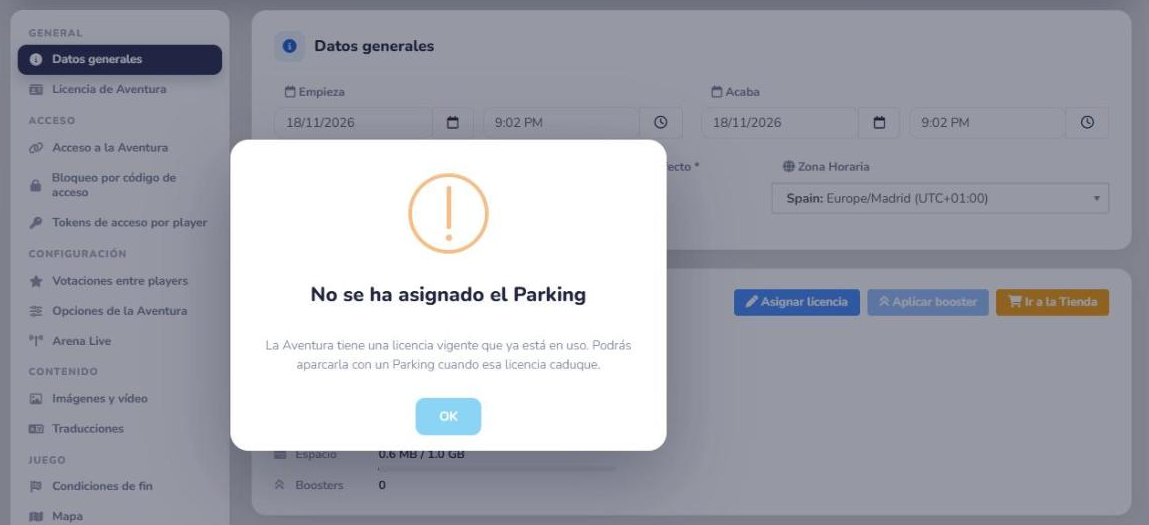 GENERAL
Datos generales
Licencia de Aventura
ACCESO
Acceso a la Aventura
Bloqueo por código de
acceso
Tokens de acceso por player
CONFIGURACIÓN
Votaciones entre players
Opciones de la Aventura
Arena Live
CONTENIDO
Imágenes y vídeo
Traducciones
JUEGO
Condiciones de fin
Mapa
Datos generales
Empieza
Acaba
18/11/2026
9:02 PM
18/11/2026
9:02 PM
ecto *
Zona Horaria
Spain: Europe/Madrid (UTC+01:00)
Asignar licencia
Aplicar booster
Ir a la Tienda
No se ha asignado el Parking
La Aventura tiene una licencia vigente que ya está en uso. Podrás
aparcarla con un Parking cuando esa licencia caduque.
OK
Espacio 0.6 MB / 1.0 GB
Boosters 0